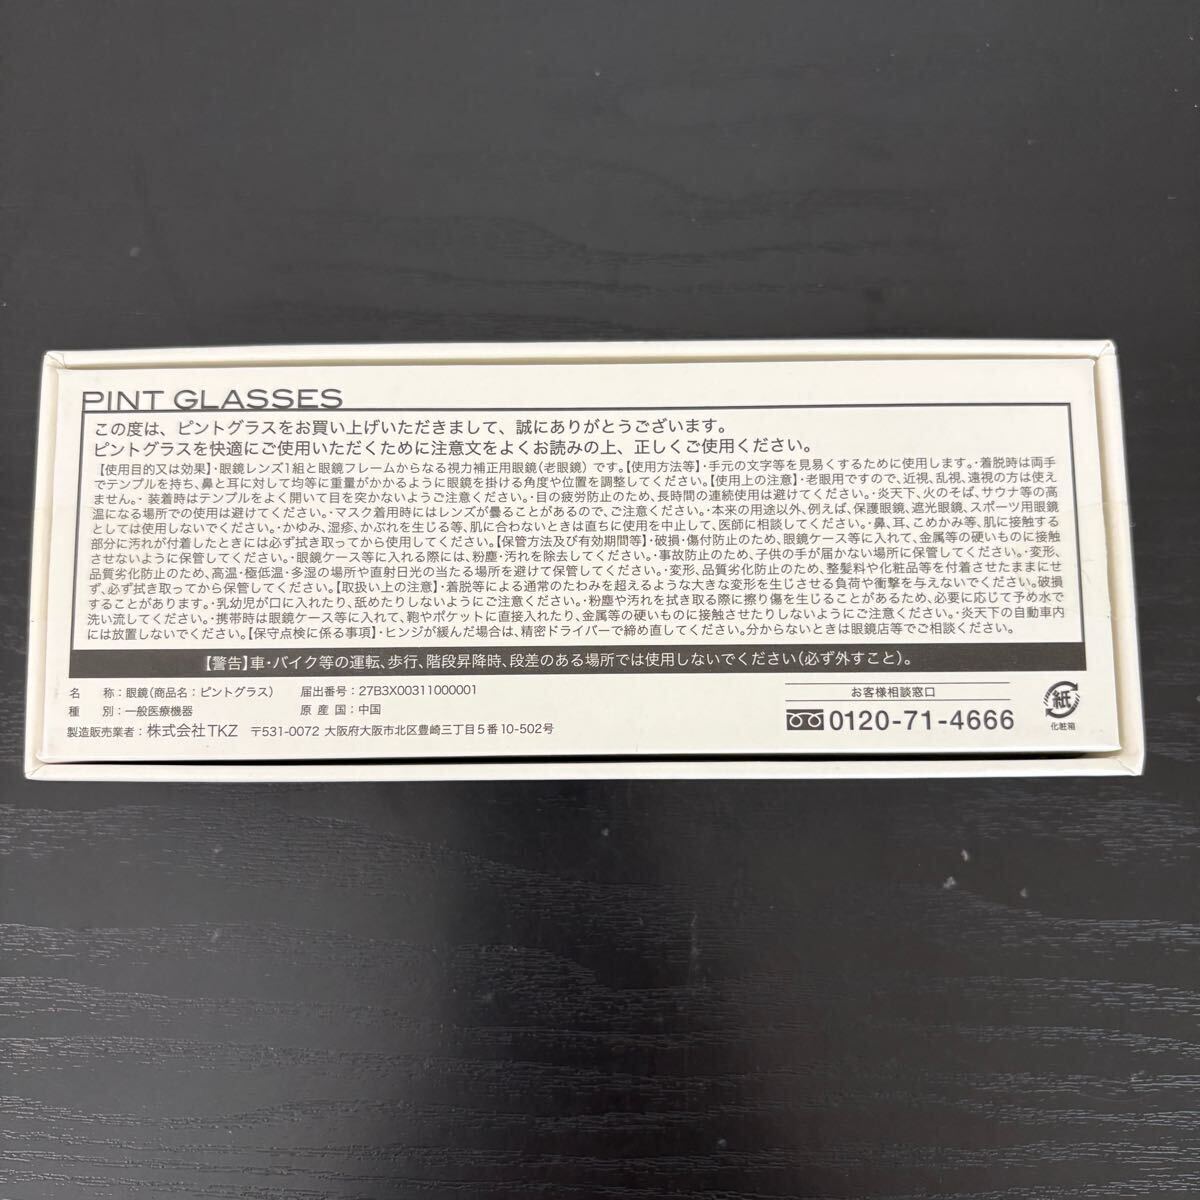 PINT GLASSES
この度は、ピントグラスをお買い上げいただきまして、誠にありがとうございます。
ピントグラスを快適にご使用いただくために注意文をよくお読みの上、正しくご使用ください。
【使用目的又は効果】・眼鏡レンズ1組と眼鏡フレームからなる視力補正用眼鏡(老眼鏡)です。【使用方法等】・手元の文字等を見易くするために使用します。・着脱時は両手
でテンプルを持ち、鼻と耳に対して均等に重量がかかるように眼鏡を掛ける角度や位置を調整してください。【使用上の注意】・老眼用ですので、近視、乱視、遠視の方は使え
ません。・装着時はテンプルをよく開いて目を突かないようご注意ください。・目の疲労防止のため、長時間の連続使用は避けてください。・炎天下、火のそば、サウナ等の高
温になる場所での使用は避けてください。・マスク着用時にはレンズが曇ることがあるので、ご注意ください。・本来の用途以外、例えば、保護眼鏡、遮光眼鏡、スポーツ用眼鏡
としては使用しないでください。・かゆみ、湿疹、かぶれを生じる等、肌に合わないときは直ちに使用を中止して、医師に相談してください。・鼻、耳、こめかみ等、肌に接触する
部分に汚れが付着したときには必ず拭き取ってから使用してください。【保管方法及び有効期間等】・破損・傷付防止のため、眼鏡ケース等に入れて、金属等の硬いものに接触
させないように保管してください。・眼鏡ケース等に入れる際には、粉塵・汚れを除去してください。・事故防止のため、子供の手が届かない場所に保管してください。・変形、
品質劣化防止のため、高温・極低温・多湿の場所や直射日光の当たる場所を避けて保管してください。・変形、品質劣化防止のため、整髪料や化粧品等を付着させたままにせ
ず、必ず拭き取ってから保管してください。【取扱い上の注意】・着脱等による通常のたわみを超えるような大きな変形を生じさせる負荷や衝撃を与えないでください。破損
することがあります。・乳幼児が口に入れたり、舐めたりしないようにご注意ください。・粉塵や汚れを拭き取る際に擦り傷を生じることがあるため、必要に応じて予め水で
洗い流してください。・携帯時は眼鏡ケース等に入れて、鞄やポケットに直接入れたり、金属等の硬いものに接触させたりしないようにご注意ください。・炎天下の自動車内
には放置しないでください。【保守点検に係る事項】・ヒンジが緩んだ場合は、精密ドライバーで締め直してください。分からないときは眼鏡店等でご相談ください。
【警告】車・バイク等の運転、歩行、階段昇降時、段差のある場所では使用しないでください(必ず外すこと)。
名 称:眼鏡(商品名:ピントグラス) 届出番号:27B3X00311000001
種 別:一般医療機器 原 産 国:中国
製造販売業者:株式会社TKZ 〒531-0072 大阪府大阪市北区豊崎三丁目5番10-502号
お客様相談窓口
0120-71-4666
紙
化粧箱